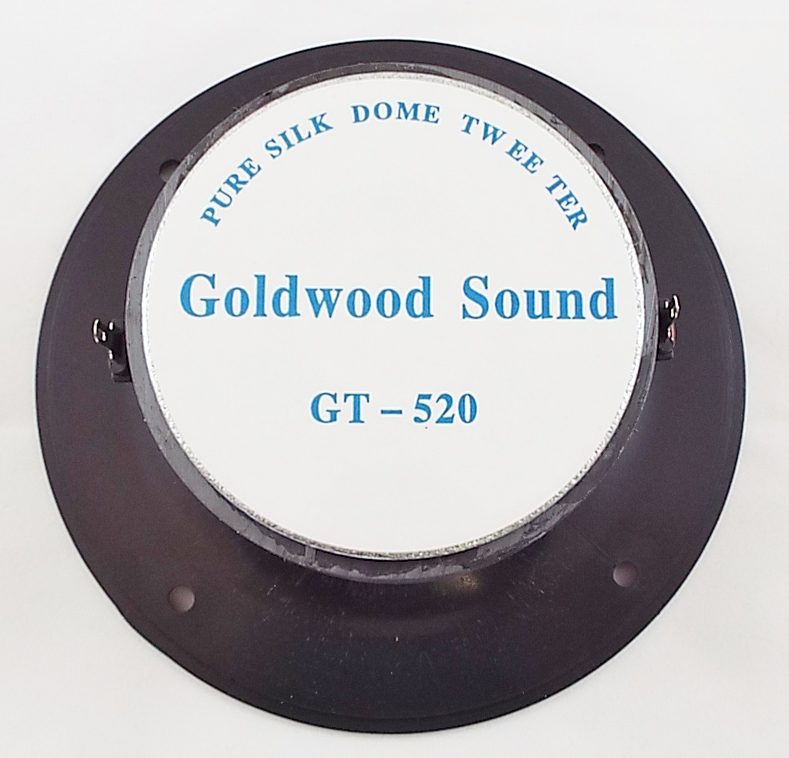 PURE SILK DOME TWEE TER
Goldwood Sound
GT – 520